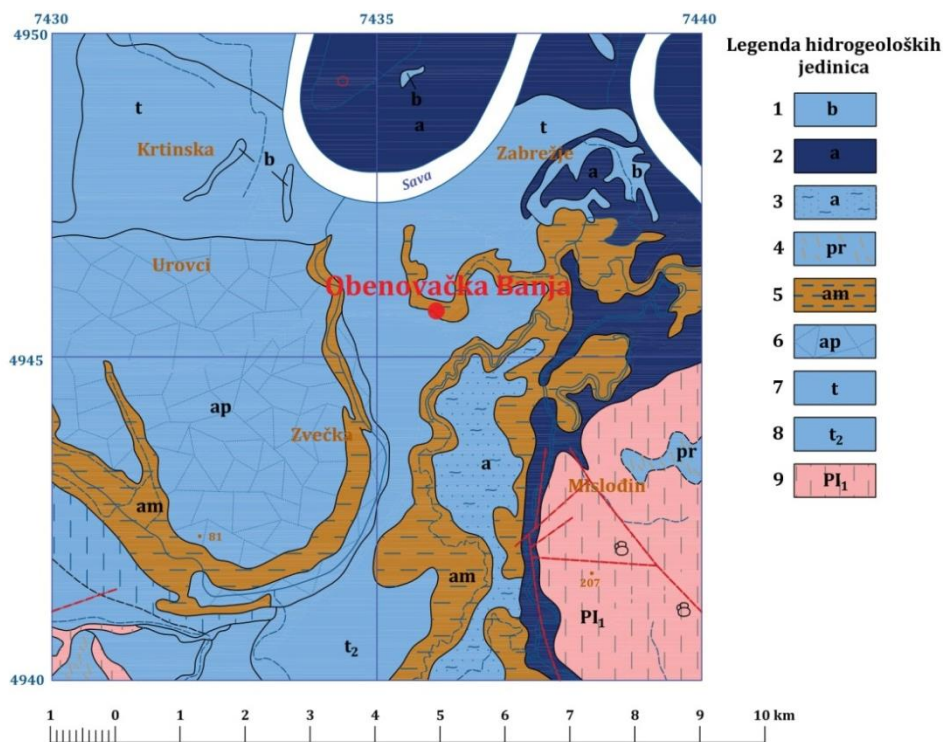 7430 7435 7440
4950
Legenda hidrogeoloških
jedinica
1 b
2 a
3 a
4 pr
5 am
6 ap
7 t
8 t₂
9 Pl₁
t
Krtinska
b
b
a
t
Zabrežje
a
b
Sava
Urovci
Obenovačka Banja
4945
ap
Zvečka
a
pr
Mislođin
am
81
am
207
Pl₁
t₂
4940
1 0 1 2 3 4 5 6 7 8 9 10 km